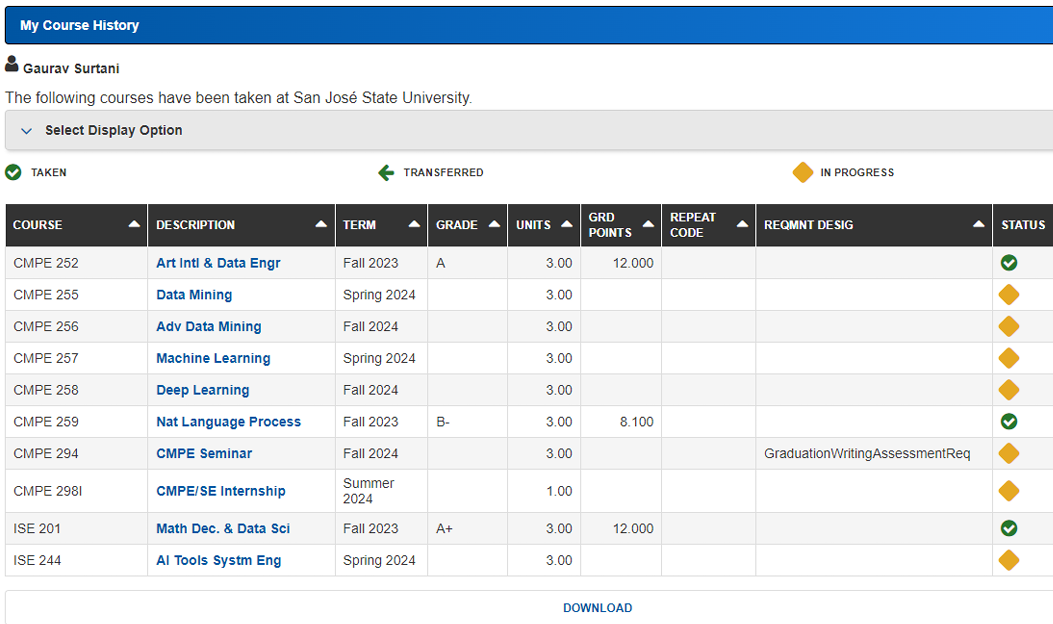 My Course History
Gaurav Surtani
The following courses have been taken at San José State University.
Select Display Option
TAKEN TRANSFERRED IN PROGRESS
COURSE DESCRIPTION TERM GRADE UNITS GRD POINTS REPEAT CODE REQMNT DESIG STATUS
CMPE 252 Art Intl & Data Engr Fall 2023 A 3.00 12.000
CMPE 255 Data Mining Spring 2024 3.00
CMPE 256 Adv Data Mining Fall 2024 3.00
CMPE 257 Machine Learning Spring 2024 3.00
CMPE 258 Deep Learning Fall 2024 3.00
CMPE 259 Nat Language Process Fall 2023 B- 3.00 8.100
CMPE 294 CMPE Seminar Fall 2024 3.00 GraduationWritingAssessmentReq
CMPE 298I CMPE/SE Internship Summer 2024 1.00
ISE 201 Math Dec. & Data Sci Fall 2023 A+ 3.00 12.000
ISE 244 AI Tools Systm Eng Spring 2024 3.00
DOWNLOAD